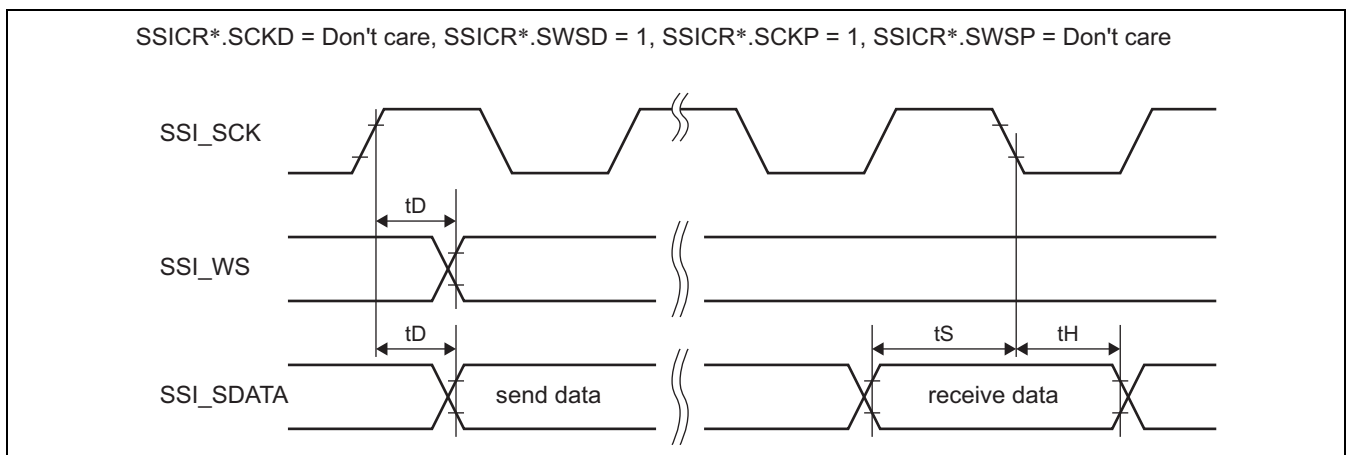 SSICR*.SCKD = Don't care, SSICR*.SWSD = 1, SSICR*.SCKP = 1, SSICR*.SWSP = Don't care
SSI_SCK
tD
SSI_WS
tD
tS
tH
SSI_SDATA
send data
receive data